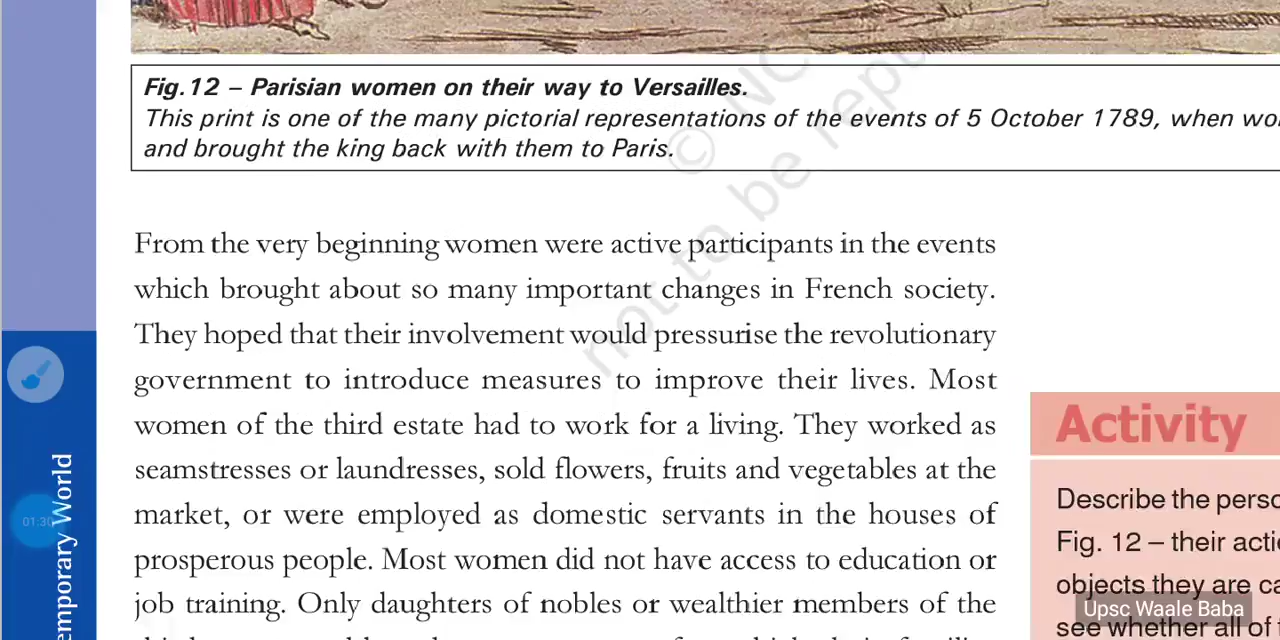 Fig.12 – Parisian women on their way to Versailles.
This print is one of the many pictorial representations of the events of 5 October 1789, when
and brought the king back with them to Paris.
© NC
not to be
From the very beginning women were active participants in the events
which brought about so many important changes in French society.
They hoped that their involvement would pressurise the revolutionary
government to introduce measures to improve their lives. Most
women of the third estate had to work for a living. They worked as
seamstresses or laundresses, sold flowers, fruits and vegetables at the
market, or were employed as domestic servants in the houses of
prosperous people. Most women did not have access to education or
job training. Only daughters of nobles or wealthier members of the
Activity
Describe the
Fig. 12 – their
objects they are
see whether all of
Upsc Waale Baba
01:30
emporary World